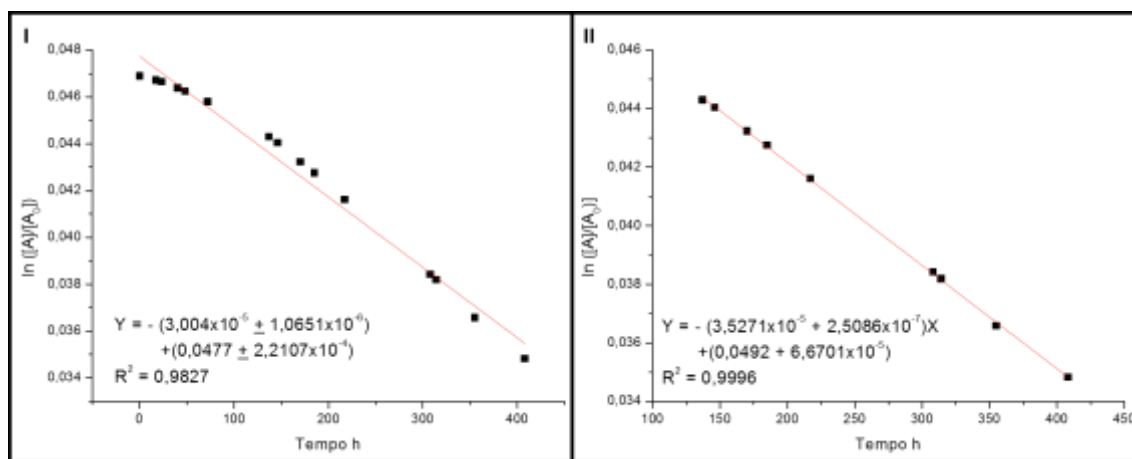 I
0,048
0,046
0,044
0,042
0,040
0,038
0,036
0,034
ln ([A]/[A₀])
Y = - (3,004x10⁻⁵ ± 1,0651x10⁻⁶)
+(0,0477 ± 2,2107x10⁻⁴)
R² = 0,9827
0 100 200 300 400
Tempo h
II
0,046
0,044
0,042
0,040
0,038
0,036
0,034
ln ([A]/[A₀)]
Y = - (3,5271x10⁻⁵ + 2,5086x10⁻⁷)X
+(0,0492 + 6,6701x10⁻⁵)
R² = 0,9996
100 150 200 250 300 350 400 450
Tempo h